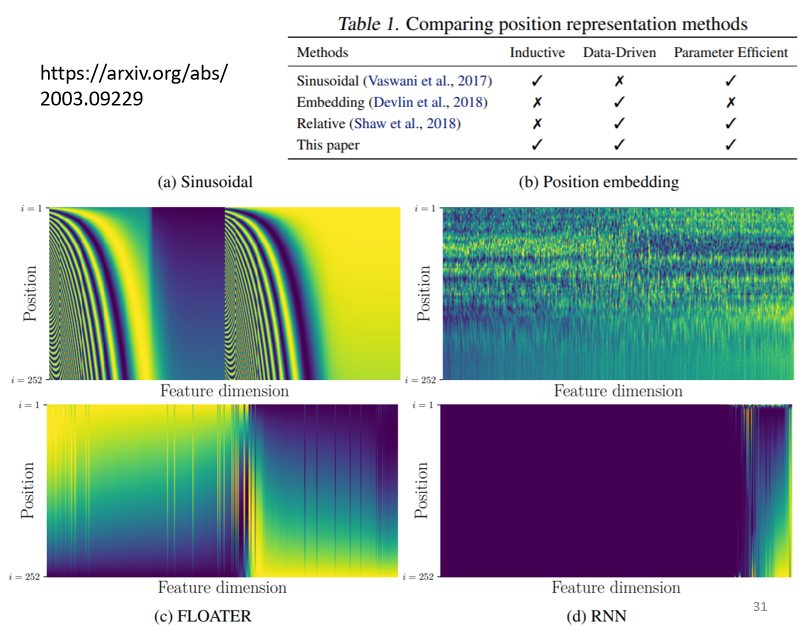 Table 1. Comparing position representation methods
Methods Inductive Data-Driven Parameter Efficient
https://arxiv.org/abs/
2003.09229
Sinusoidal (Vaswani et al., 2017) ✓ ✗ ✓
Embedding (Devlin et al., 2018) ✗ ✓ ✗
Relative (Shaw et al., 2018) ✗ ✓ ✓
This paper ✓ ✓ ✓
(a) Sinusoidal
(b) Position embedding
i = 1
Position
i = 252
Feature dimension
i = 1
Position
i = 252
Feature dimension
i = 1
Position
i = 252
Feature dimension
(c) FLOATER
i = 1
Position
i = 252
Feature dimension
(d) RNN
31